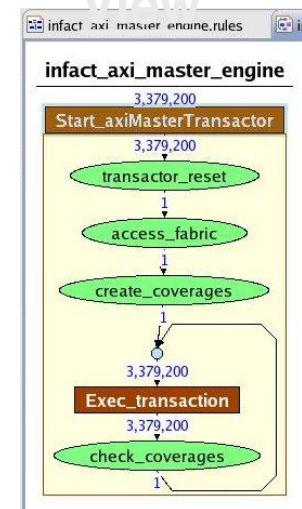 view
infact_axi_master_engine.rules
infact_axi_master_engine
3,379,200
Start_axiMasterTransactor
3,379,200
transactor_reset
1
access_fabric
1
create_coverages
1
3,379,200
Exec_transaction
3,379,200
check_coverages
1